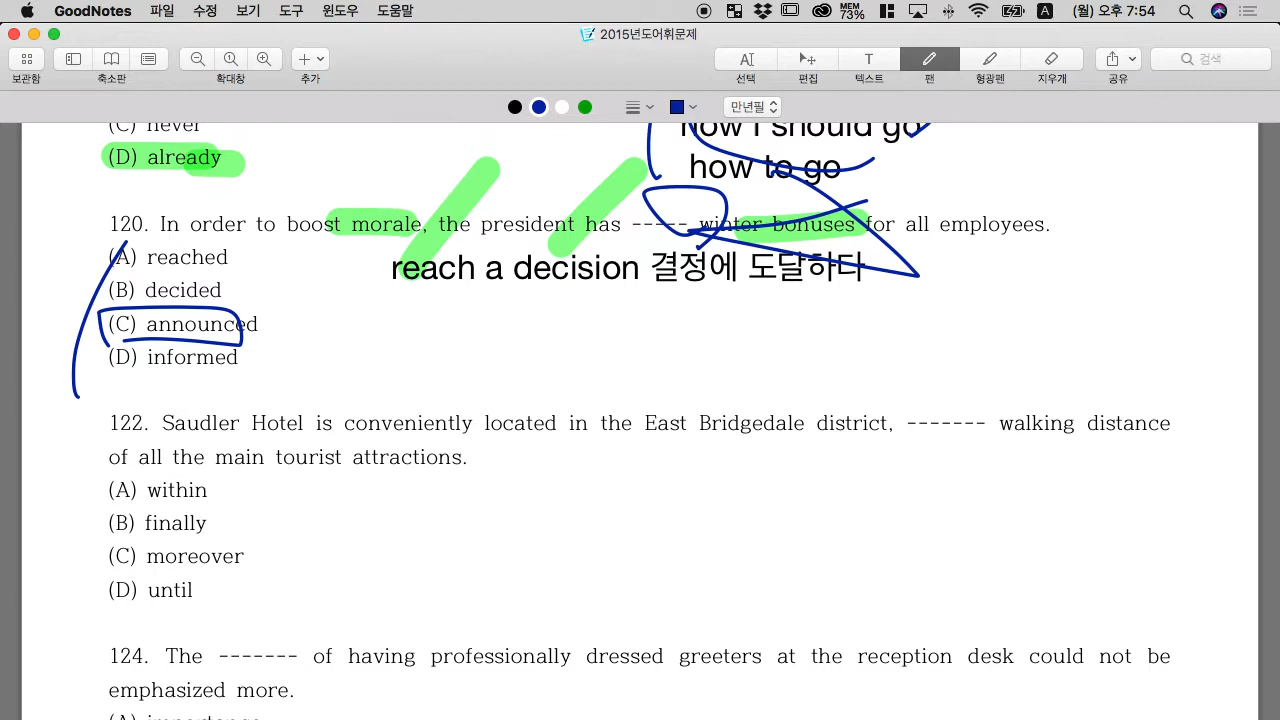 GoodNotes 파일 수정 보기 도구 윈도우 도움말 MEM 73% A (월) 오후 7:54
2015년도어휘문제
보관함 축소판 확대창 추가 AI 선택 편집 T 텍스트 펜 형광펜 지우개 공유 검색
만년필
(C) never
(D) already
how I should go
how to go
120. In order to boost morale, the president has ----- winter bonuses for all employees.
(A) reached
reach a decision 결정에 도달하다
(B) decided
(C) announced
(D) informed
122. Saudler Hotel is conveniently located in the East Bridgedale district, ------- walking distance
of all the main tourist attractions.
(A) within
(B) finally
(C) moreover
(D) until
124. The ------- of having professionally dressed greeters at the reception desk could not be
emphasized more.
(A) importance